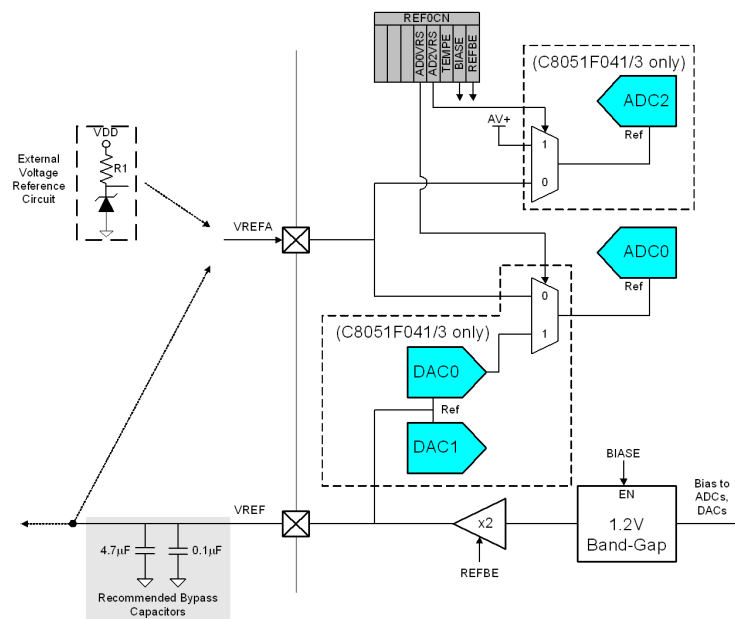 REF0CN
AD0VRS
AD2VRS
TEMPE
BIASE
REFBE
(C8051F041/3 only)
ADC2
Ref
AV+
1
0
VDD
R1
External
Voltage
Reference
Circuit
VREFA
ADC0
Ref
0
1
(C8051F041/3 only)
DAC0
Ref
DAC1
BIASE
EN
1.2V
Band-Gap
Bias to
ADCs,
DACs
VREF
x2
REFBE
4.7µF
0.1µF
Recommended Bypass
Capacitors